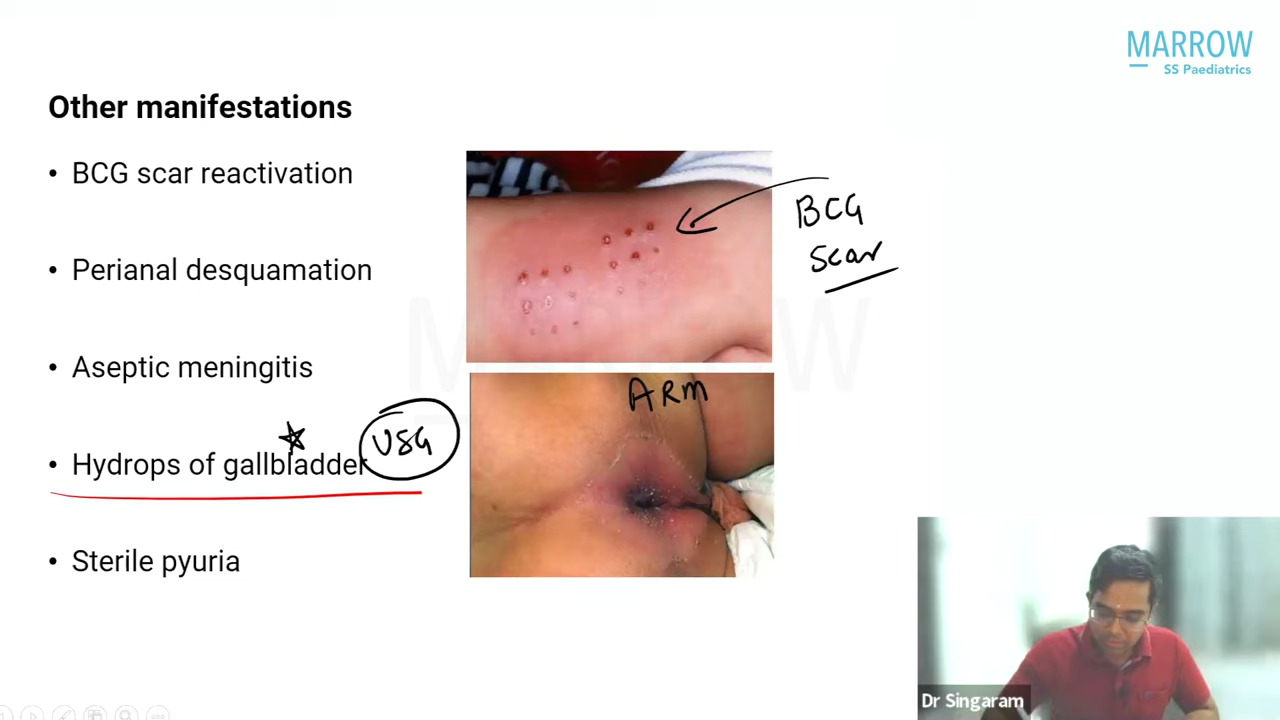 MARROW
SS Paediatrics
Other manifestations
• BCG scar reactivation
• Perianal desquamation
• Aseptic meningitis
• Hydrops of gallbladder
• Sterile pyuria
BCG
Scar
ARM
USG
MARROW
Dr Singaram